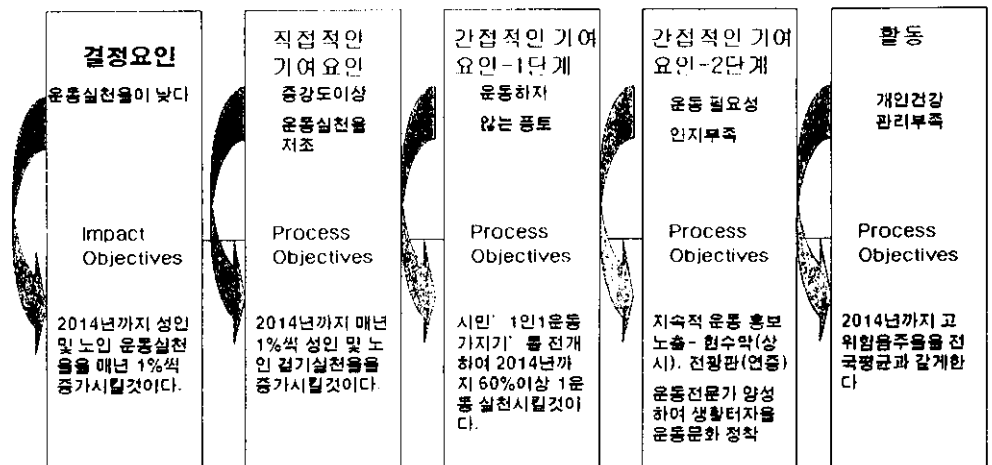 결정요인
운동실천율이 낮다
Impact
Objectives
2014년까지 성인
및 노인 운동실천
율을 매년 1%씩
증가시킬것이다.
직접적인
기여요인
중강도이상
운동실천율
저조
Process
Objectives
2014년까지 매년
1%씩 성인 및 노
인 걷기실천율을
증가시킬것이다.
간접적인 기여
요인-1단계
운동하지
않는 풍토
Process
Objectives
시민' 1인1운동
가지기' 를 전개
하여 2014년까
지 60%이상 1운
동 실천시킬것이
다.
간접적인 기여
요인-2단계
운동 필요성
인지부족
Process
Objectives
지속적 운동 홍보
노출- 현수막(상
시), 전광판(연중)
운동전문가 양성
하여 생활터자율
운동문화 정착
활동
개인건강
관리부족
Process
Objectives
2014년까지 고
위험음주율을 전
국평균과 같게한
다